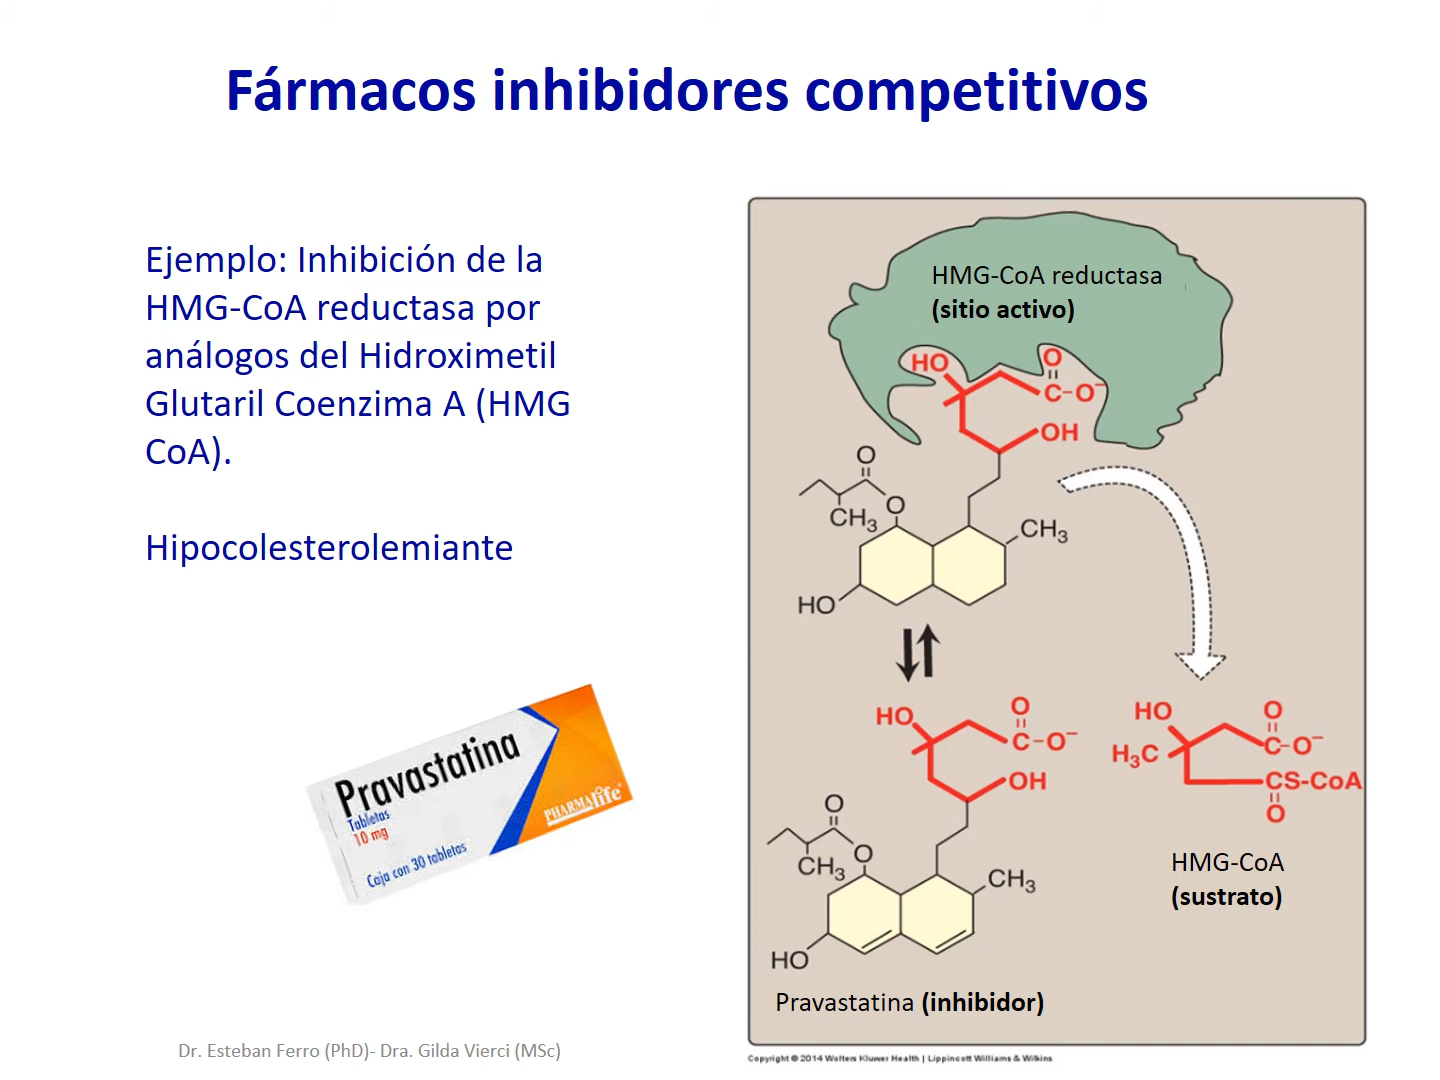 Fármacos inhibidores competitivos
Ejemplo: Inhibición de la
HMG-CoA reductasa por
análogos del Hidroximetil
Glutaril Coenzima A (HMG
CoA).
Hipocolesterolemiante
Pravastatina
Tabletas
10 mg
Caja con 30 tabletas
PHARMAlife
HMG-CoA reductasa
(sitio activo)
HO
O
C-O⁻
OH
O
O
CH₃
CH₃
HO
HO
O
C-O⁻
OH
O
O
CH₃
CH₃
HO
HO
O
H₃C
C-O⁻
CS-CoA
O
HMG-CoA
(sustrato)
Pravastatina (inhibidor)
Dr. Esteban Ferro (PhD)- Dra. Gilda Vierci (MSc)
Copyright © 2014 Wolters Kluwer Health | Lippincott Williams & Wilkins